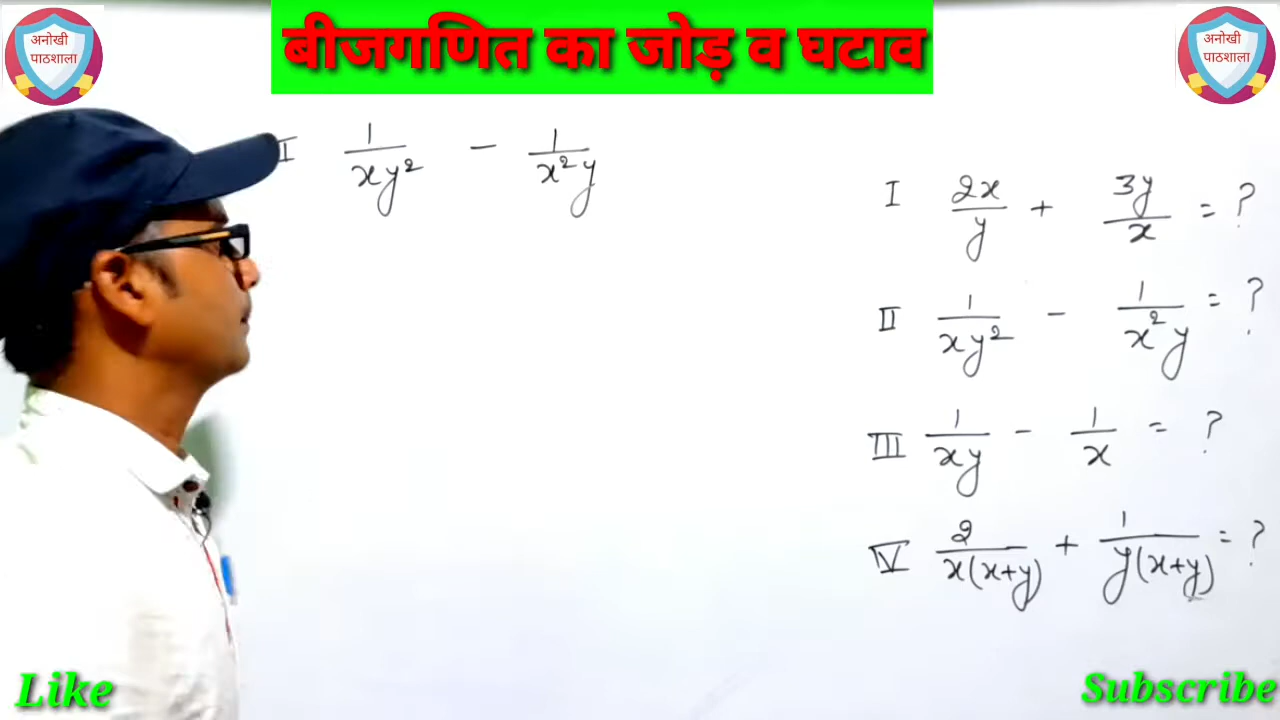 अनोखी
पाठशाला
बीजगणित का जोड़ व घटाव
अनोखी
पाठशाला
I 1/xy² - 1/x²y
I 2x/y + 3y/x = ?
II 1/xy² - 1/x²y = ?
III 1/xy - 1/x = ?
IV 2/x(x+y) + 1/y(x+y) = ?
Like
Subscribe